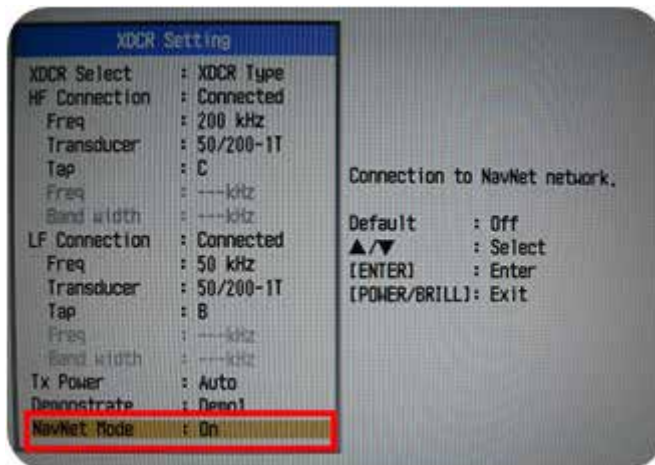 XDCR Setting
XDCR Select : XDCR Type
HF Connection : Connected
Freq : 200 kHz
Transducer : 50/200-1T
Tap : C
Freq : ---kHz
Band width : ---kHz
LF Connection : Connected
Freq : 50 kHz
Transducer : 50/200-1T
Tap : B
Freq : ---kHz
Band width : ---kHz
Tx Power : Auto
Demonstrate : Demo1
NavNet Mode : On
Connection to NavNet network.
Default : Off
▲/▼ : Select
[ENTER] : Enter
[POWER/BRILL]: Exit